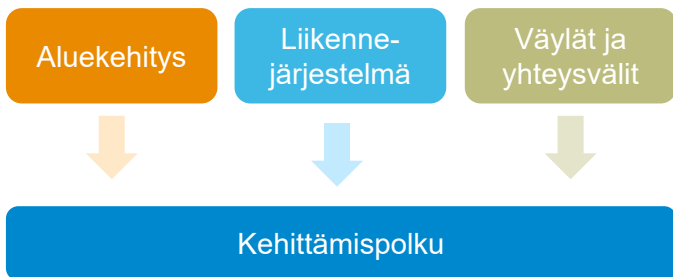 Aluekehitys
Liikenne-
järjestelmä
Väylät ja
yhteysvälit
Kehittämispolku